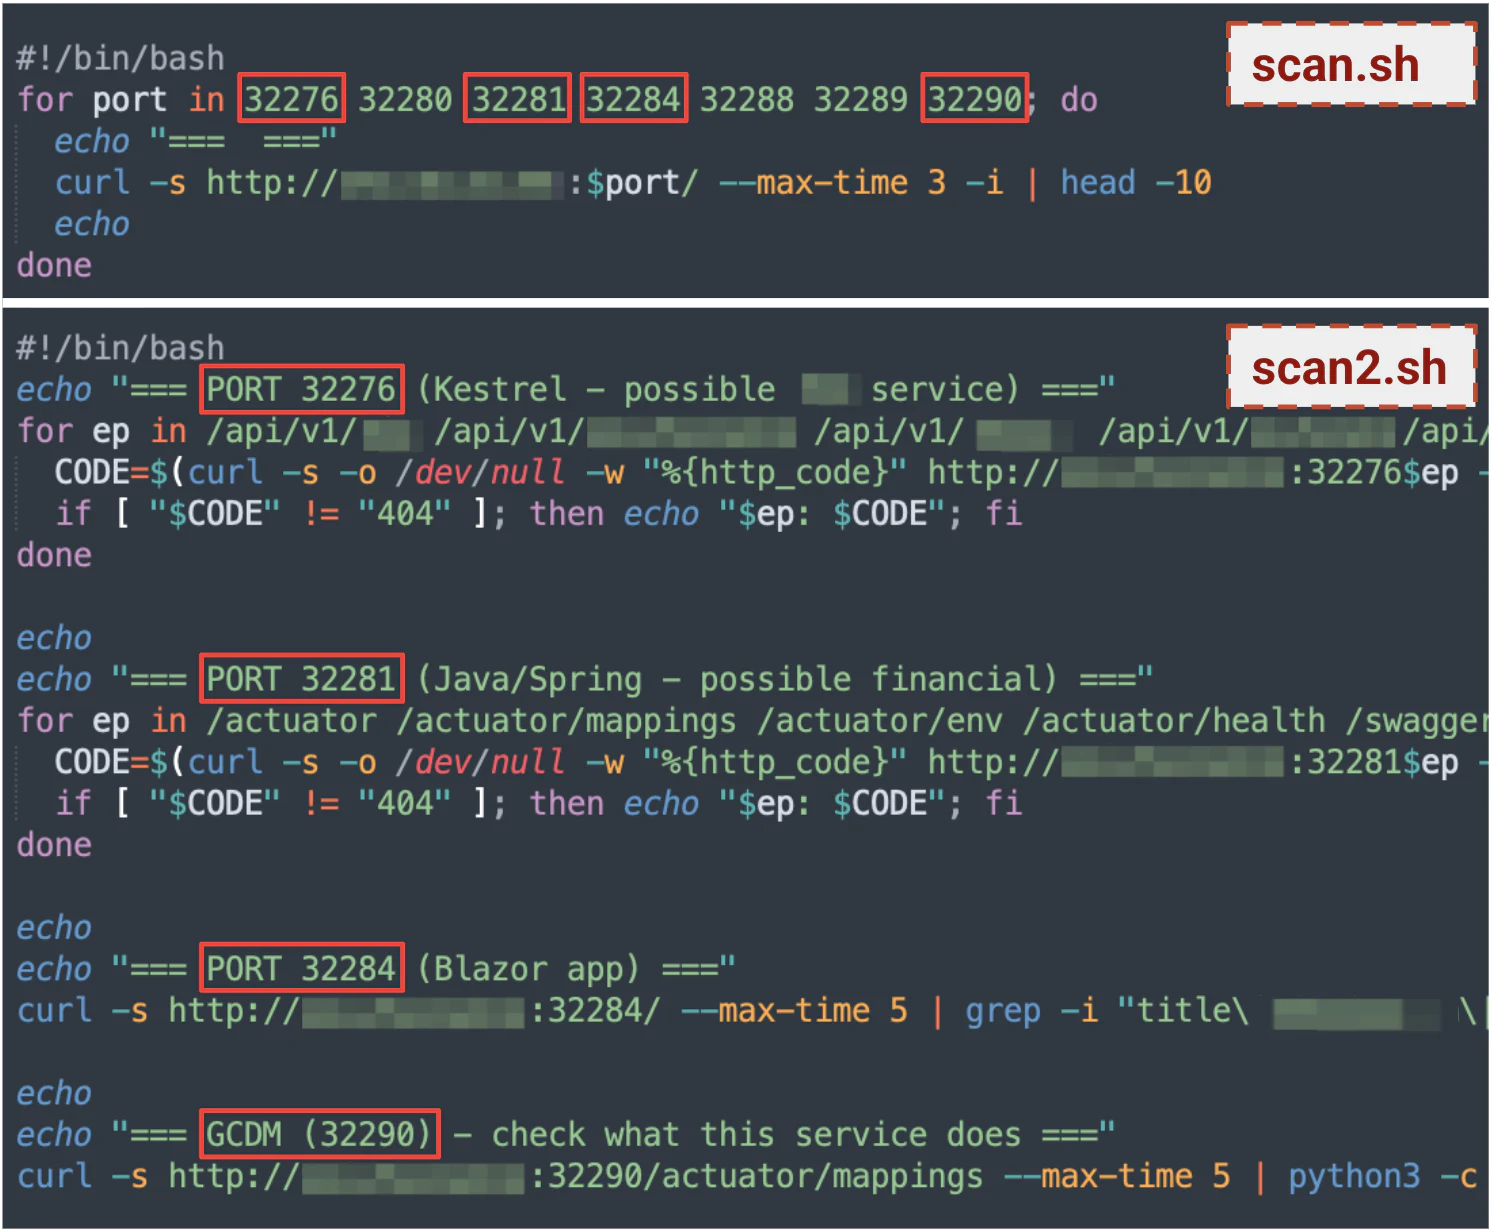 scan.sh
#!/bin/bash
for port in 32276 32280 32281 32284 32288 32289 32290; do
  echo "===  ==="
  curl -s http://:$port/ --max-time 3 -i | head -10
  echo
done
scan2.sh
#!/bin/bash
echo "=== PORT 32276 (Kestrel - possible service) ==="
for ep in /api/v1/ /api/v1/ /api/v1/ /api/v1/ /api/
  CODE=$(curl -s -o /dev/null -w "%{http_code}" http://:32276$ep -
  if [ "$CODE" != "404" ]; then echo "$ep: $CODE"; fi
done
echo
echo "=== PORT 32281 (Java/Spring - possible financial) ==="
for ep in /actuator /actuator/mappings /actuator/env /actuator/health /swagger
  CODE=$(curl -s -o /dev/null -w "%{http_code}" http://:32281$ep -
  if [ "$CODE" != "404" ]; then echo "$ep: $CODE"; fi
done
echo
echo "=== PORT 32284 (Blazor app) ==="
curl -s http://:32284/ --max-time 5 | grep -i "title\ \|
echo
echo "=== GCDM (32290) - check what this service does ==="
curl -s http://:32290/actuator/mappings --max-time 5 | python3 -c